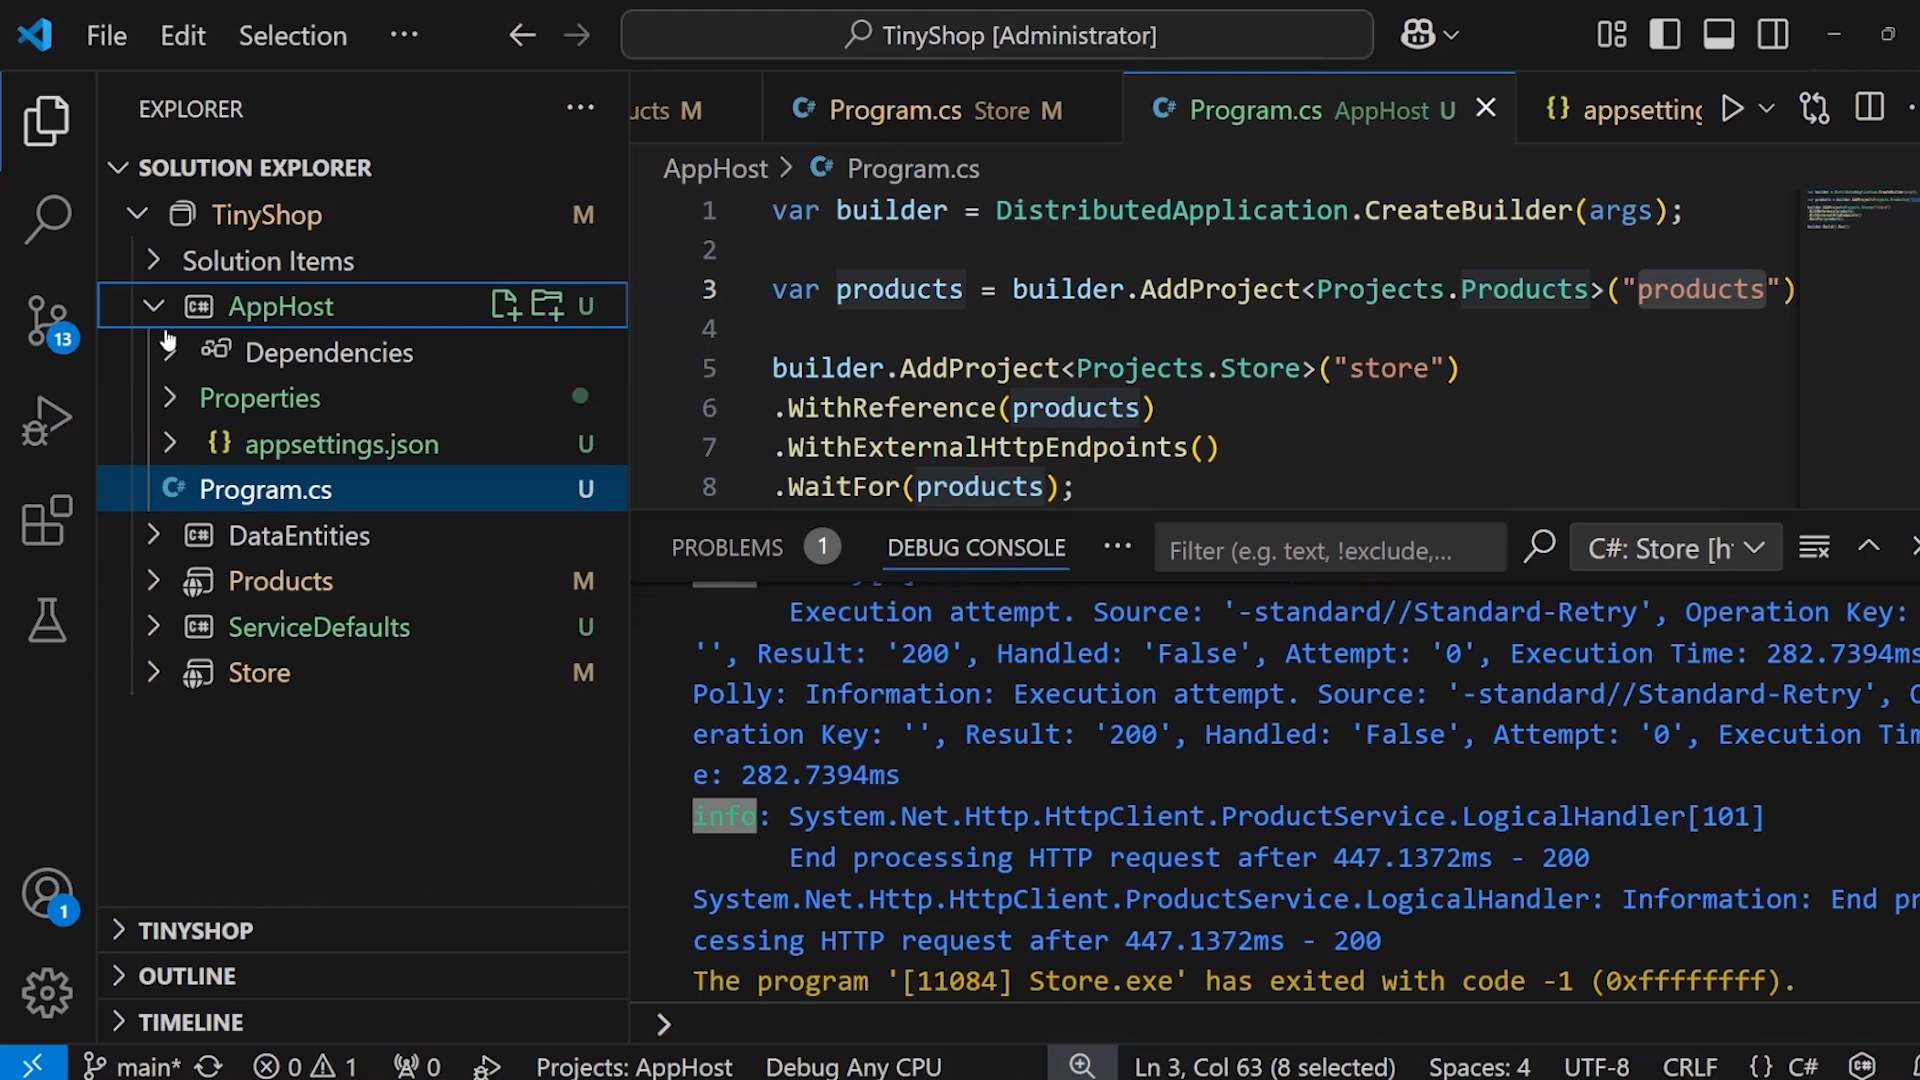 File Edit Selection ···
TinyShop [Administrator]
EXPLORER ···
SOLUTION EXPLORER
TinyShop M
Solution Items
AppHost U
Dependencies
Properties
{} appsettings.json U
C# Program.cs U
DataEntities
Products M
ServiceDefaults U
Store M
TINYSHOP
OUTLINE
TIMELINE
13
1
ucts M
C# Program.cs Store M
C# Program.cs AppHost U
{} appsetting
AppHost > C# Program.cs
1 var builder = DistributedApplication.CreateBuilder(args);
2
3 var products = builder.AddProject<Projects.Products>("products")
4
5 builder.AddProject<Projects.Store>("store")
6 .WithReference(products)
7 .WithExternalHttpEndpoints()
8 .WaitFor(products);
PROBLEMS 1 DEBUG CONSOLE ··· Filter (e.g. text, !exclude,... C#: Store [h
Execution attempt. Source: '-standard//Standard-Retry', Operation Key:
'', Result: '200', Handled: 'False', Attempt: '0', Execution Time: 282.7394ms
Polly: Information: Execution attempt. Source: '-standard//Standard-Retry', O
eration Key: '', Result: '200', Handled: 'False', Attempt: '0', Execution Tim
e: 282.7394ms
info: System.Net.Http.HttpClient.ProductService.LogicalHandler[101]
End processing HTTP request after 447.1372ms - 200
System.Net.Http.HttpClient.ProductService.LogicalHandler: Information: End pr
cessing HTTP request after 447.1372ms - 200
The program '[11084] Store.exe' has exited with code -1 (0xffffffff).
>
main* 0 1 0 Projects: AppHost Debug Any CPU Ln 3, Col 63 (8 selected) Spaces: 4 UTF-8 CRLF {} C#